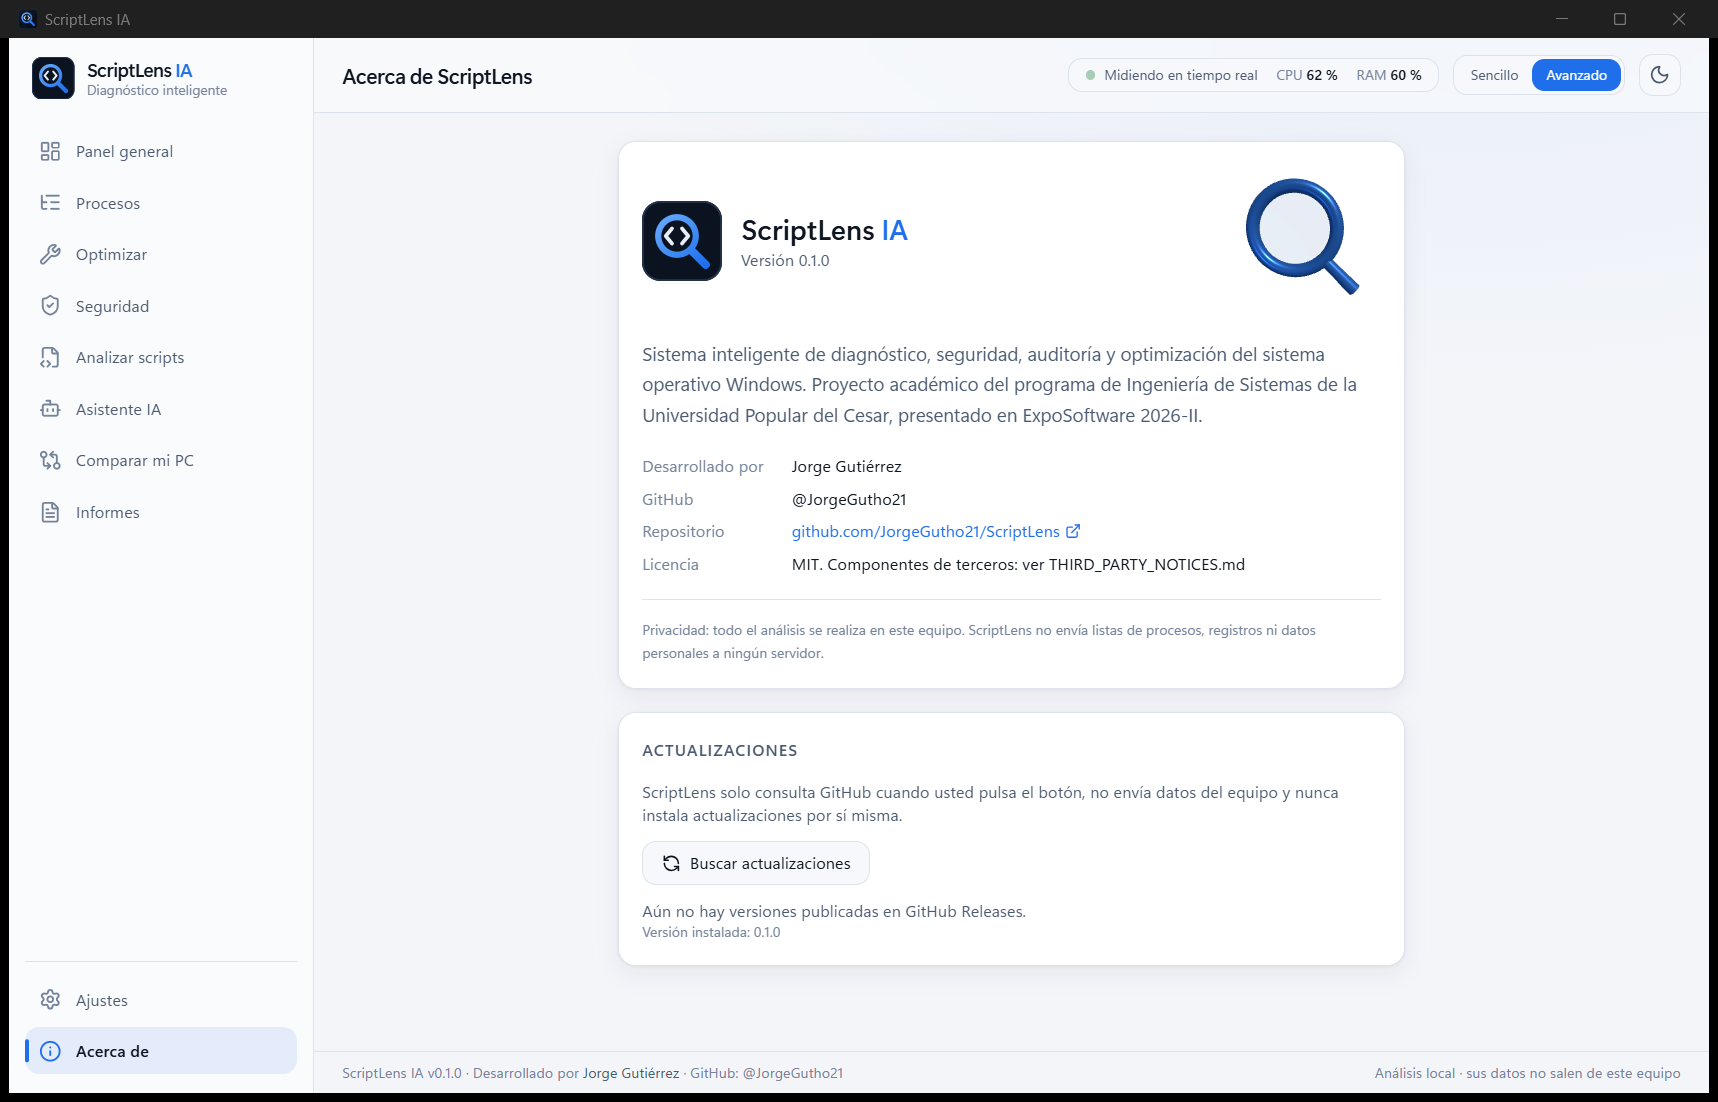 ScriptLens IA
ScriptLens IA
Diagnóstico inteligente
Panel general
Procesos
Optimizar
Seguridad
Analizar scripts
Asistente IA
Comparar mi PC
Informes
Ajustes
Acerca de
Acerca de ScriptLens
Midiendo en tiempo real CPU 62 % RAM 60 %
Sencillo Avanzado
ScriptLens IA
Versión 0.1.0
Sistema inteligente de diagnóstico, seguridad, auditoría y optimización del sistema
operativo Windows. Proyecto académico del programa de Ingeniería de Sistemas de la
Universidad Popular del Cesar, presentado en ExpoSoftware 2026-II.
Desarrollado por Jorge Gutiérrez
GitHub @JorgeGutho21
Repositorio github.com/JorgeGutho21/ScriptLens
Licencia MIT. Componentes de terceros: ver THIRD_PARTY_NOTICES.md
Privacidad: todo el análisis se realiza en este equipo. ScriptLens no envía listas de procesos, registros ni datos
personales a ningún servidor.
ACTUALIZACIONES
ScriptLens solo consulta GitHub cuando usted pulsa el botón, no envía datos del equipo y nunca
instala actualizaciones por sí misma.
Buscar actualizaciones
Aún no hay versiones publicadas en GitHub Releases.
Versión instalada: 0.1.0
ScriptLens IA v0.1.0 · Desarrollado por Jorge Gutiérrez · GitHub: @JorgeGutho21
Análisis local · sus datos no salen de este equipo